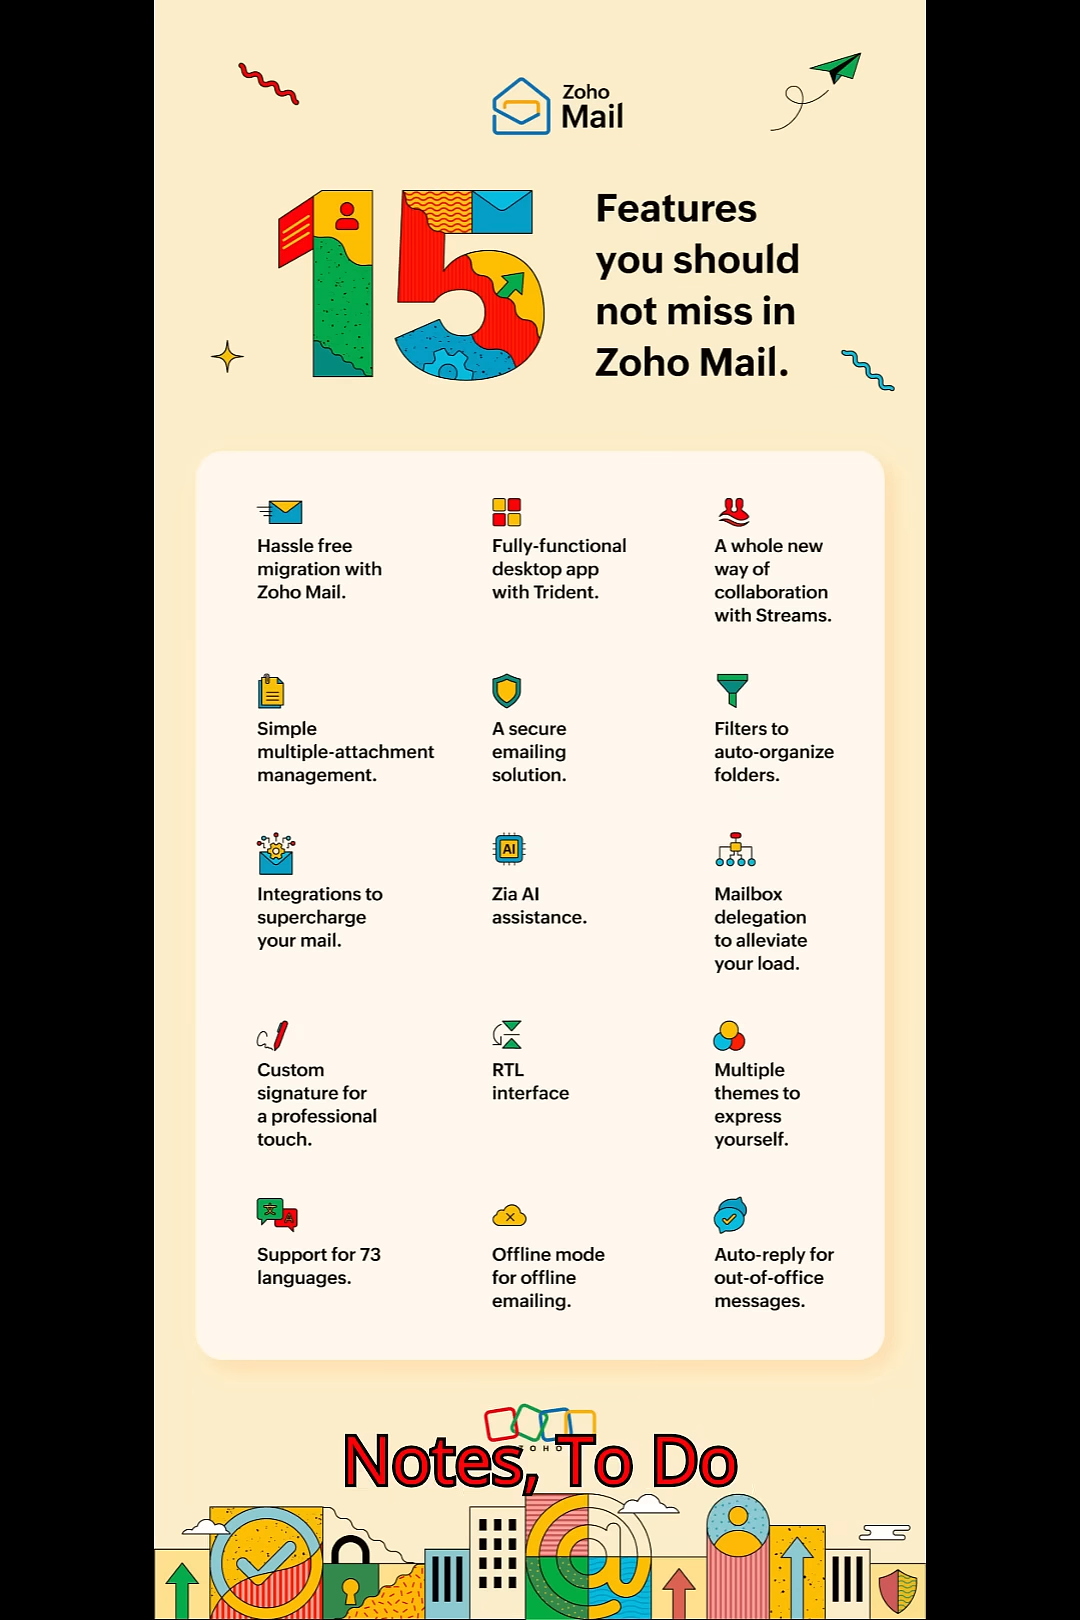 Zoho
Mail
15
Features
you should
not miss in
Zoho Mail.
Hassle free
migration with
Zoho Mail.
Fully-functional
desktop app
with Trident.
A whole new
way of
collaboration
with Streams.
Simple
multiple-attachment
management.
A secure
emailing
solution.
Filters to
auto-organize
folders.
Integrations to
supercharge
your mail.
AI
Zia AI
assistance.
Mailbox
delegation
to alleviate
your load.
Custom
signature for
a professional
touch.
RTL
interface
Multiple
themes to
express
yourself.
文 A
Support for 73
languages.
Offline mode
for offline
emailing.
Auto-reply for
out-of-office
messages.
ZOHO
Notes, To Do
@